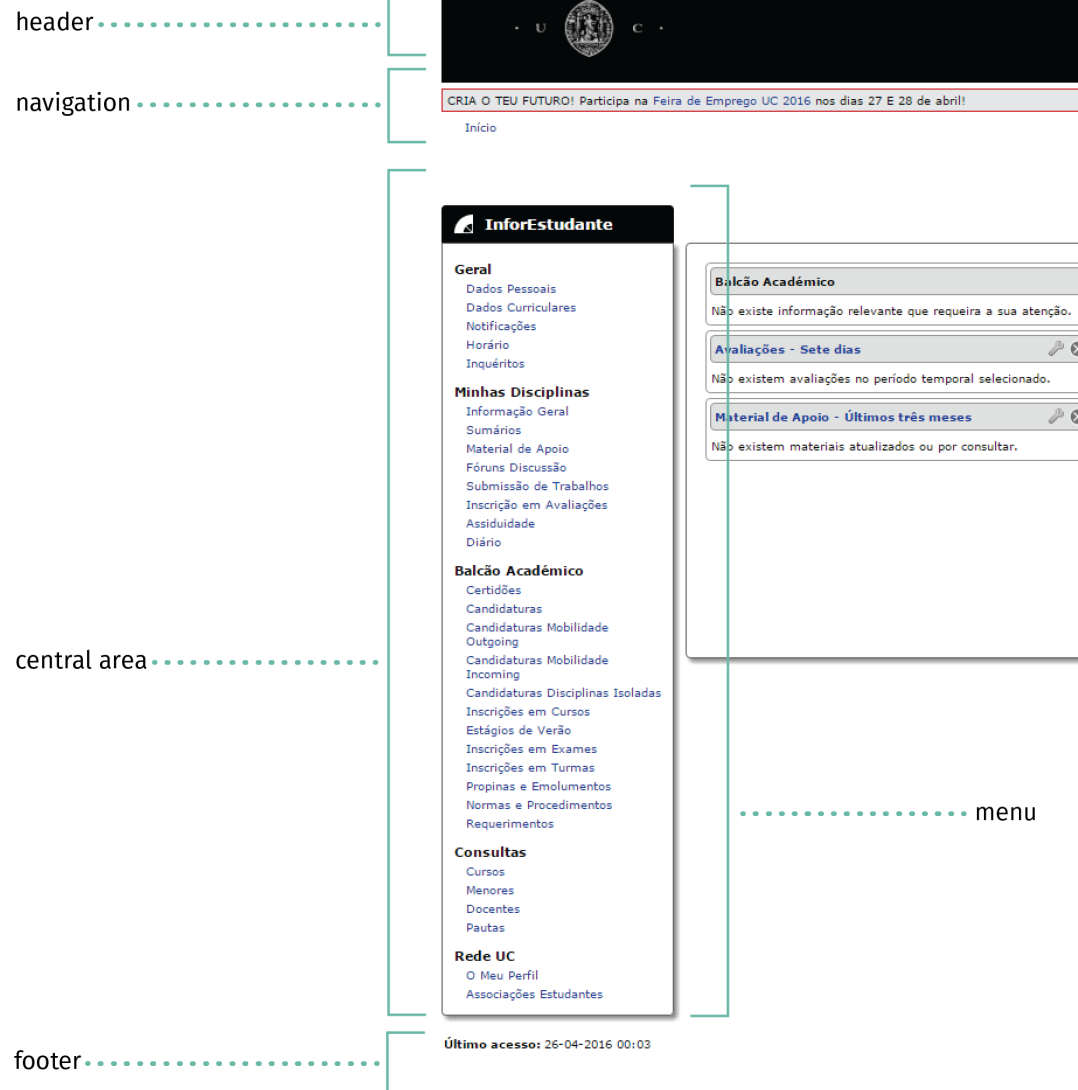 header
· U C ·
navigation
CRIA O TEU FUTURO! Participa na Feira de Emprego UC 2016 nos dias 27 E 28 de abril!
Início
InforEstudante
Geral
Dados Pessoais
Dados Curriculares
Notificações
Horário
Inquéritos
Minhas Disciplinas
Informação Geral
Sumários
Material de Apoio
Fóruns Discussão
Submissão de Trabalhos
Inscrição em Avaliações
Assiduidade
Diário
Balcão Académico
Certidões
Candidaturas
Candidaturas Mobilidade
Outgoing
Candidaturas Mobilidade
Incoming
Candidaturas Disciplinas Isoladas
Inscrições em Cursos
Estágios de Verão
Inscrições em Exames
Inscrições em Turmas
Propinas e Emolumentos
Normas e Procedimentos
Requerimentos
Consultas
Cursos
Menores
Docentes
Pautas
Rede UC
O Meu Perfil
Associações Estudantes
Balcão Académico
Não existe informação relevante que requeira a sua atenção.
Avaliações - Sete dias
Não existem avaliações no período temporal selecionado.
Material de Apoio - Últimos três meses
Não existem materiais atualizados ou por consultar.
central area
menu
Último acesso: 26-04-2016 00:03
footer